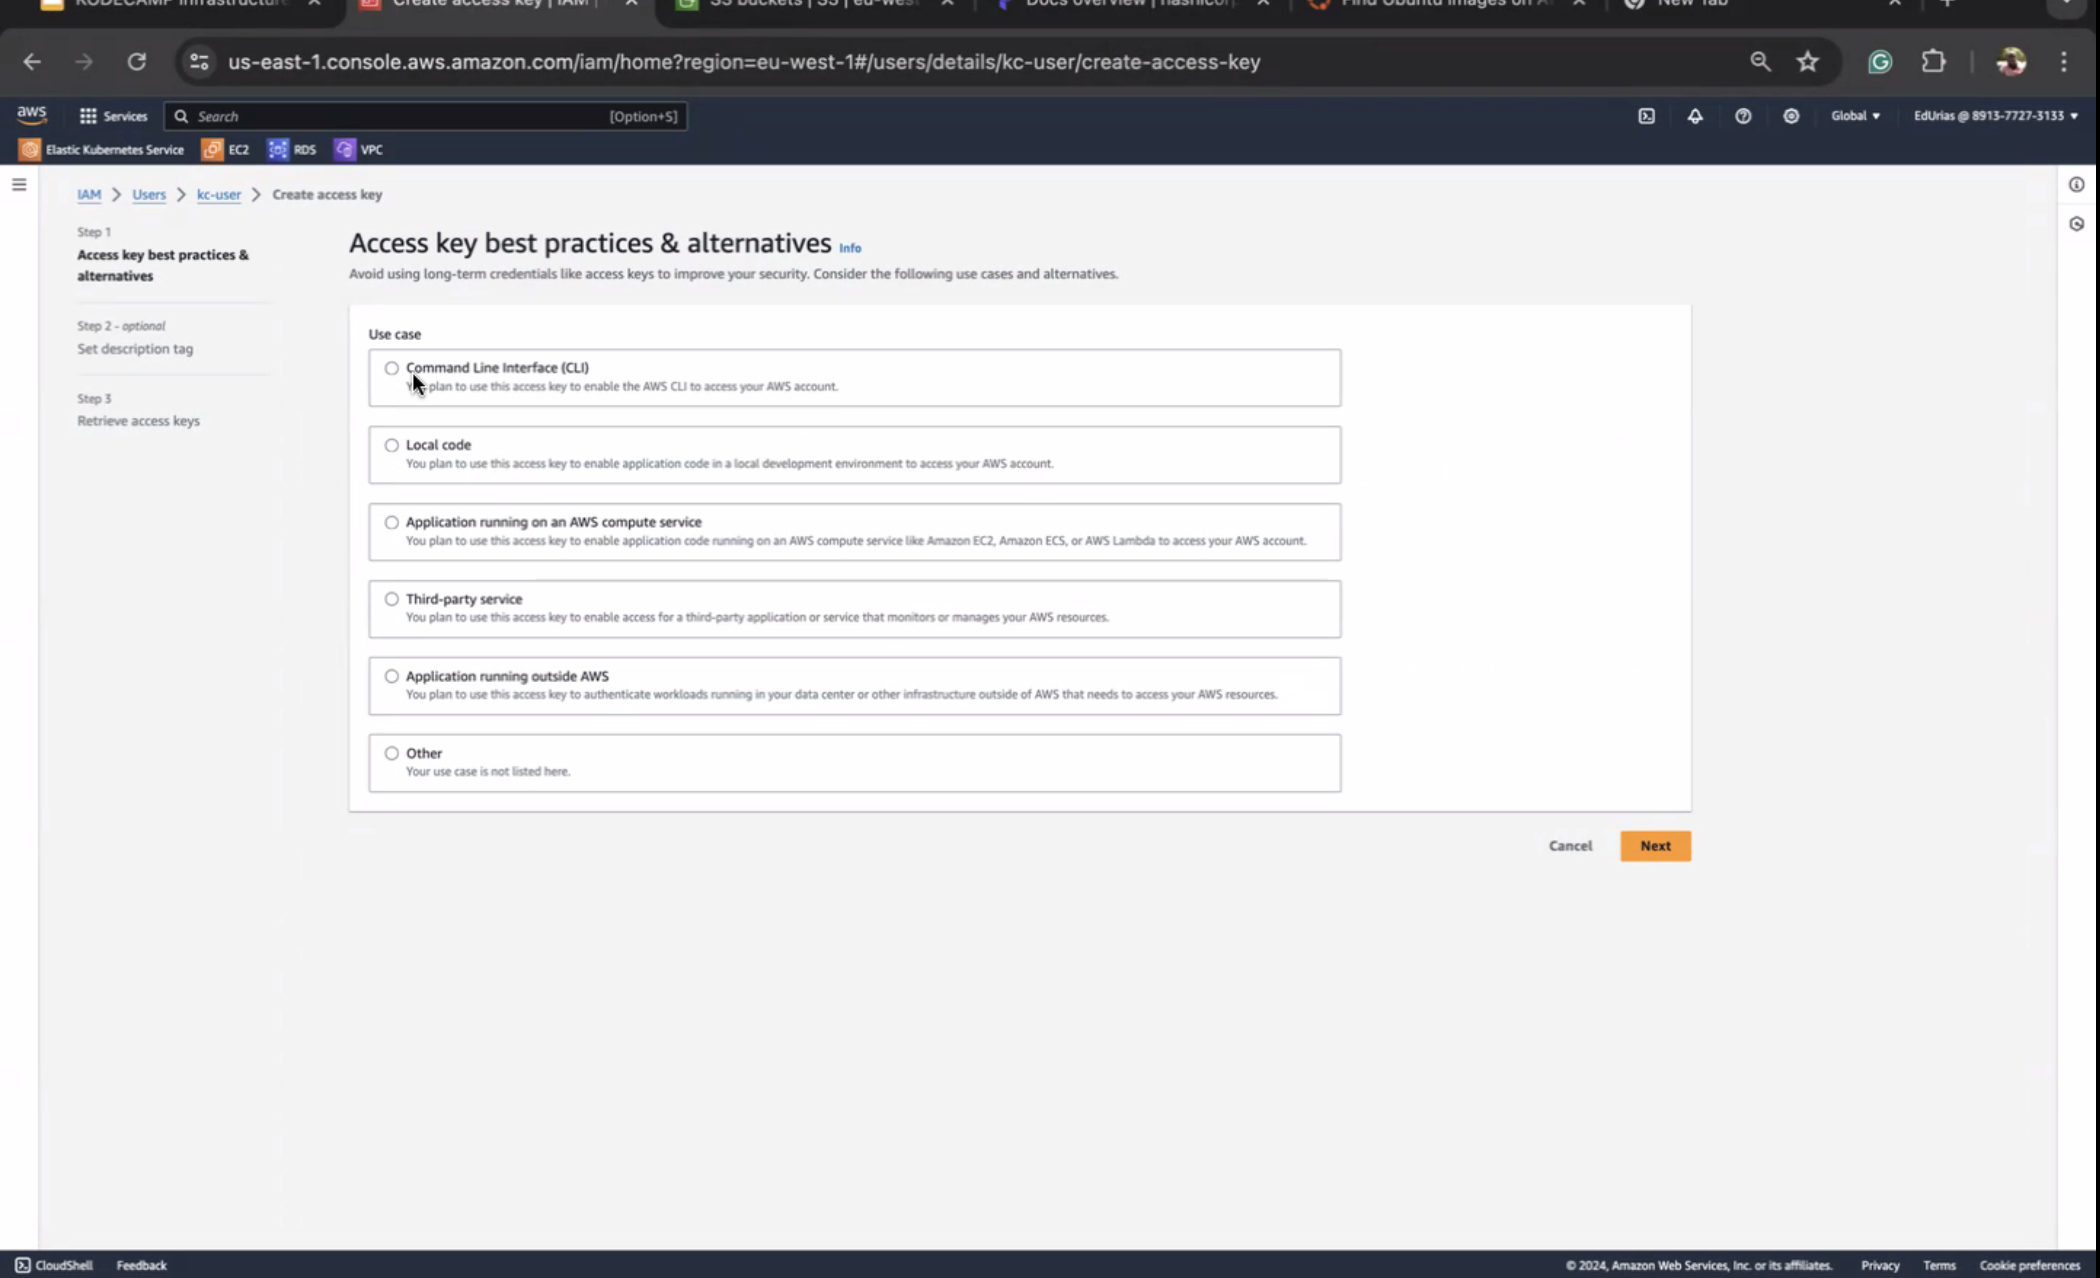 KODECAMP Infrastructure
Create access key | IAM |
S3 buckets | S3 | eu-wes
Docs overview | hashicor
Find Ubuntu images on A
New Tab
us-east-1.console.aws.amazon.com/iam/home?region=eu-west-1#/users/details/kc-user/create-access-key
aws
Services
Search
[Option+S]
Global
EdUrias @ 8913-7727-3133
Elastic Kubernetes Service
EC2
RDS
VPC
IAM > Users > kc-user > Create access key
Step 1
Access key best practices &
alternatives
Step 2 - optional
Set description tag
Step 3
Retrieve access keys
Access key best practices & alternatives Info
Avoid using long-term credentials like access keys to improve your security. Consider the following use cases and alternatives.
Use case
Command Line Interface (CLI)
You plan to use this access key to enable the AWS CLI to access your AWS account.
Local code
You plan to use this access key to enable application code in a local development environment to access your AWS account.
Application running on an AWS compute service
You plan to use this access key to enable application code running on an AWS compute service like Amazon EC2, Amazon ECS, or AWS Lambda to access your AWS account.
Third-party service
You plan to use this access key to enable access for a third-party application or service that monitors or manages your AWS resources.
Application running outside AWS
You plan to use this access key to authenticate workloads running in your data center or other infrastructure outside of AWS that needs to access your AWS resources.
Other
Your use case is not listed here.
Cancel
Next
CloudShell
Feedback
© 2024, Amazon Web Services, Inc. or its affiliates.
Privacy
Terms
Cookie preferences